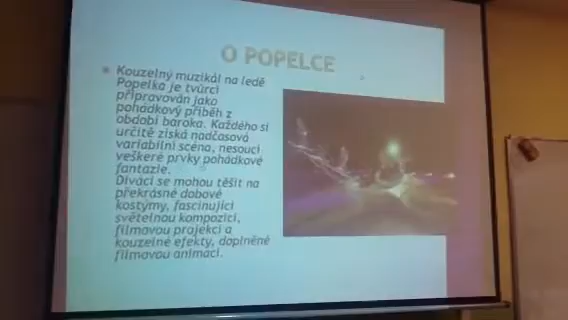 O POPELCE
Kouzelný muzikál na ledě
Popelka je tvůrci
připravován jako
pohádkový příběh z
období baroka. Každého si
určitě získá nadčasová
variabilní scéna, nesoucí
veškeré prvky pohádkové
fantazie.
Diváci se mohou těšit na
překrásné dobové
kostýmy, fascinující
světelnou kompozici,
filmovou projekci a
kouzelné efekty, doplněné
filmovou animací.